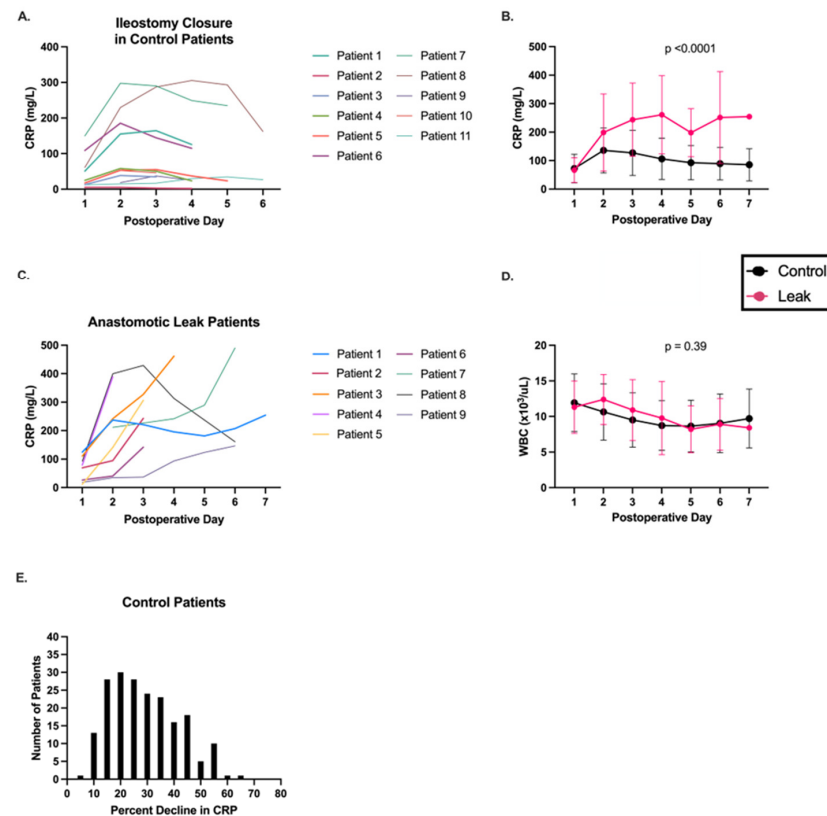 A.
Ileostomy Closure
in Control Patients
CRP (mg/L)
400
300
200
100
0
1 2 3 4 5 6
Postoperative Day
Patient 1 Patient 7
Patient 2 Patient 8
Patient 3 Patient 9
Patient 4 Patient 10
Patient 5 Patient 11
Patient 6
B.
p <0.0001
CRP (mg/L)
500
400
300
200
100
0
1 2 3 4 5 6 7
Postoperative Day
C.
Anastomotic Leak Patients
CRP (mg/L)
500
400
300
200
100
0
1 2 3 4 5 6 7
Postoperative Day
Patient 1 Patient 6
Patient 2 Patient 7
Patient 3 Patient 8
Patient 4 Patient 9
Patient 5
Control
Leak
D.
p = 0.39
WBC (x10³/uL)
20
15
10
5
0
1 2 3 4 5 6 7
Postoperative Day
E.
Control Patients
Number of Patients
40
35
30
25
20
15
10
5
0
0 10 20 30 40 50 60 70 80
Percent Decline in CRP